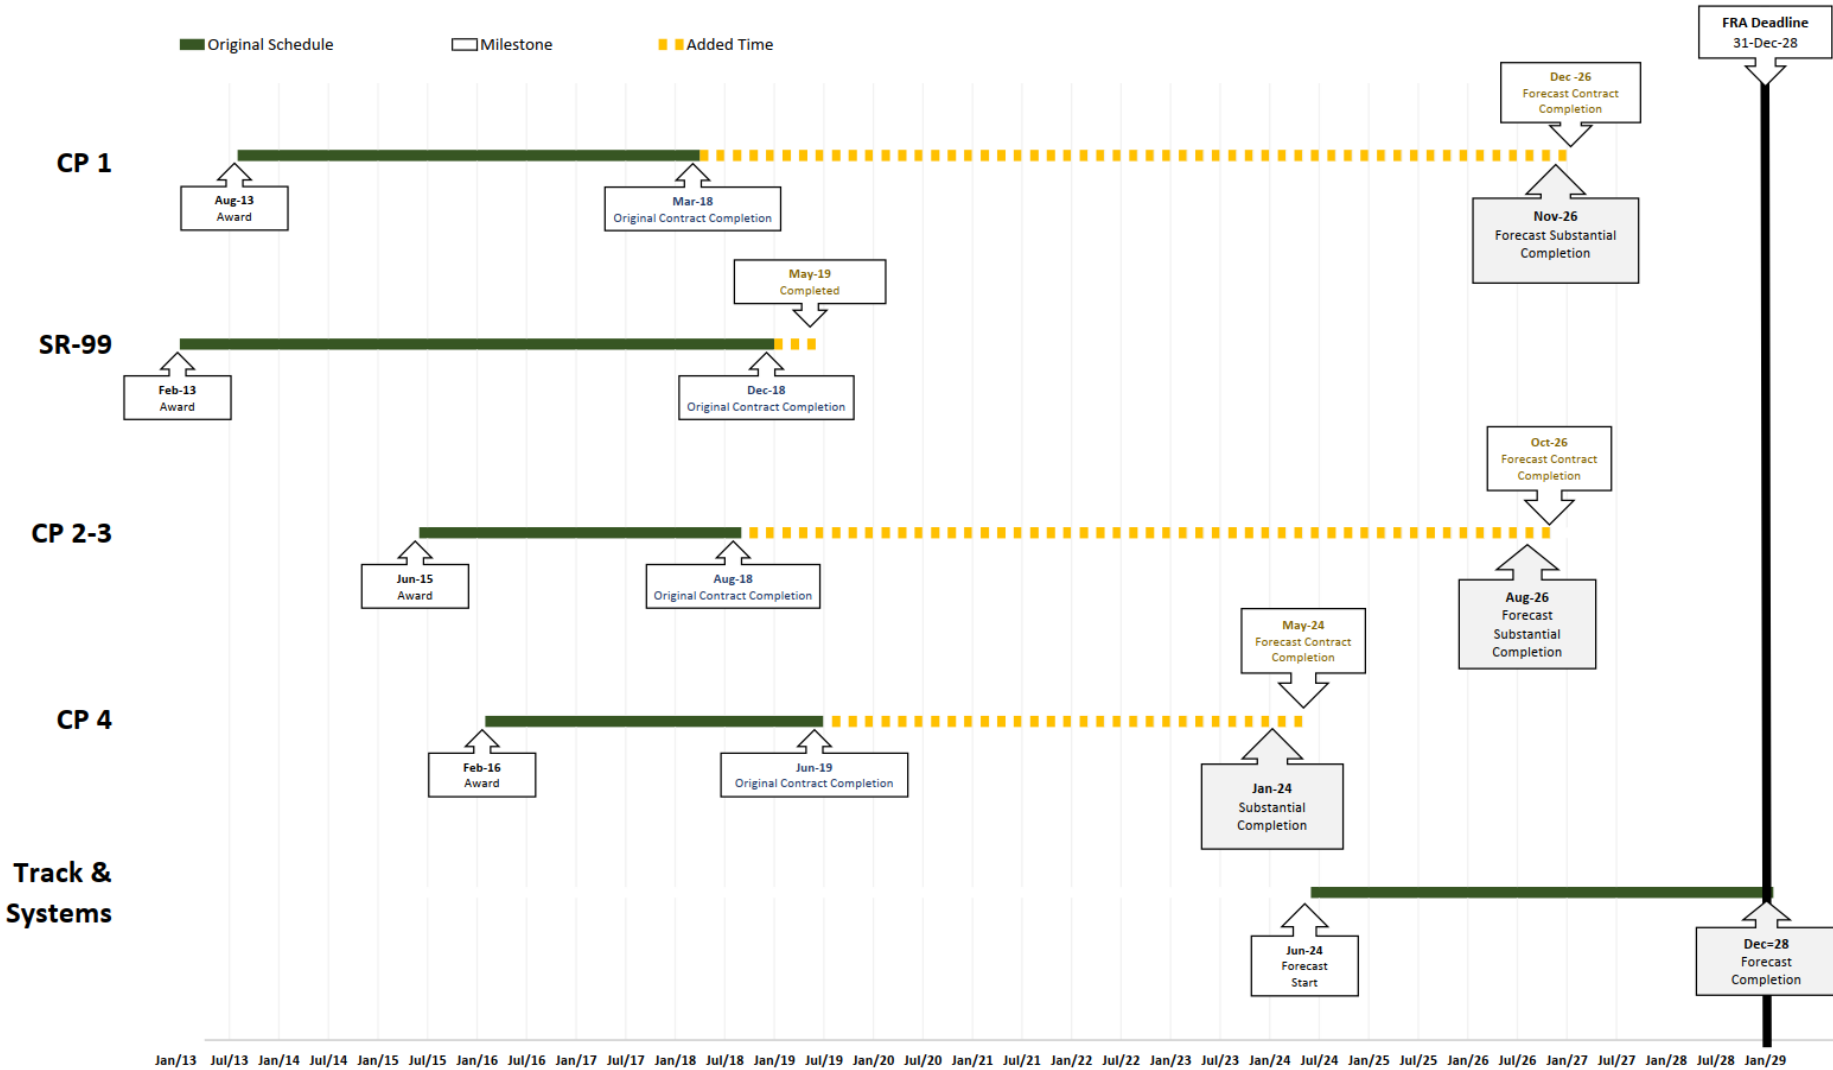 Original Schedule
Milestone
Added Time
FRA Deadline
31-Dec-28
Dec -26
Forecast Contract
Completion
CP 1
Aug-13
Award
Mar-18
Original Contract Completion
Nov-26
Forecast Substantial
Completion
May-19
Completed
SR-99
Feb-13
Award
Dec-18
Original Contract Completion
Oct-26
Forecast Contract
Completion
CP 2-3
Jun-15
Award
Aug-18
Original Contract Completion
Aug-26
Forecast
Substantial
Completion
May-24
Forecast Contract
Completion
CP 4
Feb-16
Award
Jun-19
Original Contract Completion
Jan-24
Substantial
Completion
Track &
Systems
Jun-24
Forecast
Start
Dec=28
Forecast
Completion
Jan/13 Jul/13 Jan/14 Jul/14 Jan/15 Jul/15 Jan/16 Jul/16 Jan/17 Jul/17 Jan/18 Jul/18 Jan/19 Jul/19 Jan/20 Jul/20 Jan/21 Jul/21 Jan/22 Jul/22 Jan/23 Jul/23 Jan/24 Jul/24 Jan/25 Jul/25 Jan/26 Jul/26 Jan/27 Jul/27 Jan/28 Jul/28 Jan/29